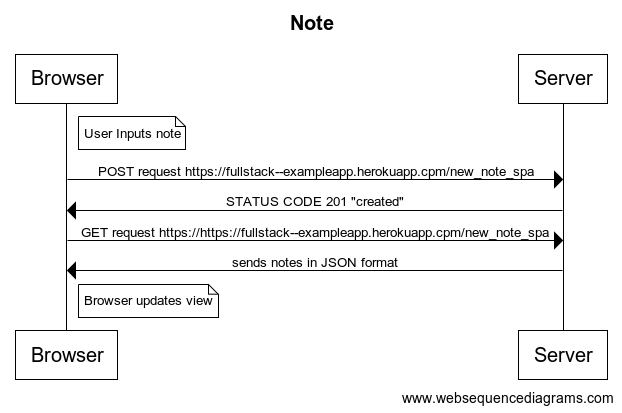 Note
Browser
Server
User Inputs note
POST request https://fullstack--exampleapp.herokuapp.cpm/new_note_spa
STATUS CODE 201 "created"
GET request https://https://fullstack--exampleapp.herokuapp.cpm/new_note_spa
sends notes in JSON format
Browser updates view
Browser
Server
www.websequencediagrams.com